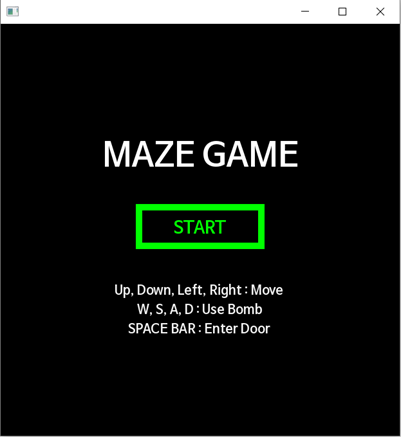 MAZE GAME
START
Up, Down, Left, Right : Move
W, S, A, D : Use Bomb
SPACE BAR : Enter Door